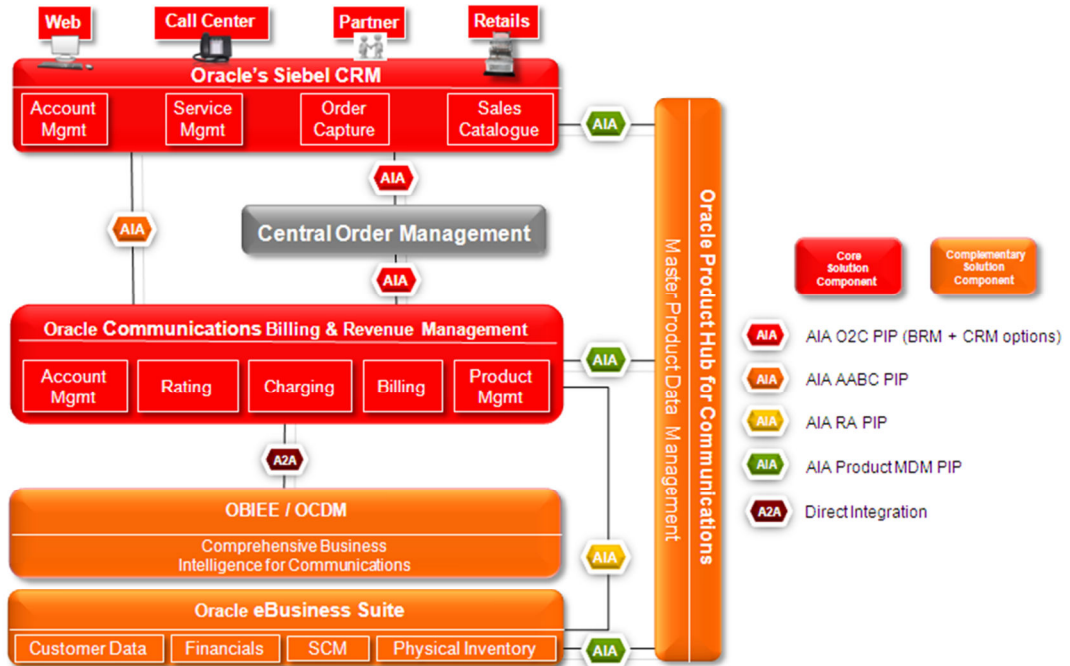 Web
Call Center
Partner
Retails
Oracle's Siebel CRM
Account
Mgmt
Service
Mgmt
Order
Capture
Sales
Catalogue
AIA
AIA
AIA
Central Order Management
AIA
Oracle Communications Billing & Revenue Management
Account
Mgmt
Rating
Charging
Billing
Product
Mgmt
AIA
A2A
OBIEE / OCDM
Comprehensive Business
Intelligence for Communications
AIA
Oracle eBusiness Suite
Customer Data
Financials
SCM
Physical Inventory
AIA
Oracle Product Hub for Communications
Master Product Data Management
Core
Solution
Component
Complementary
Solution
Component
AIA AIA O2C PIP (BRM + CRM options)
AIA AIA AABC PIP
AIA AIA RA PIP
AIA AIA Product MDM PIP
A2A Direct Integration